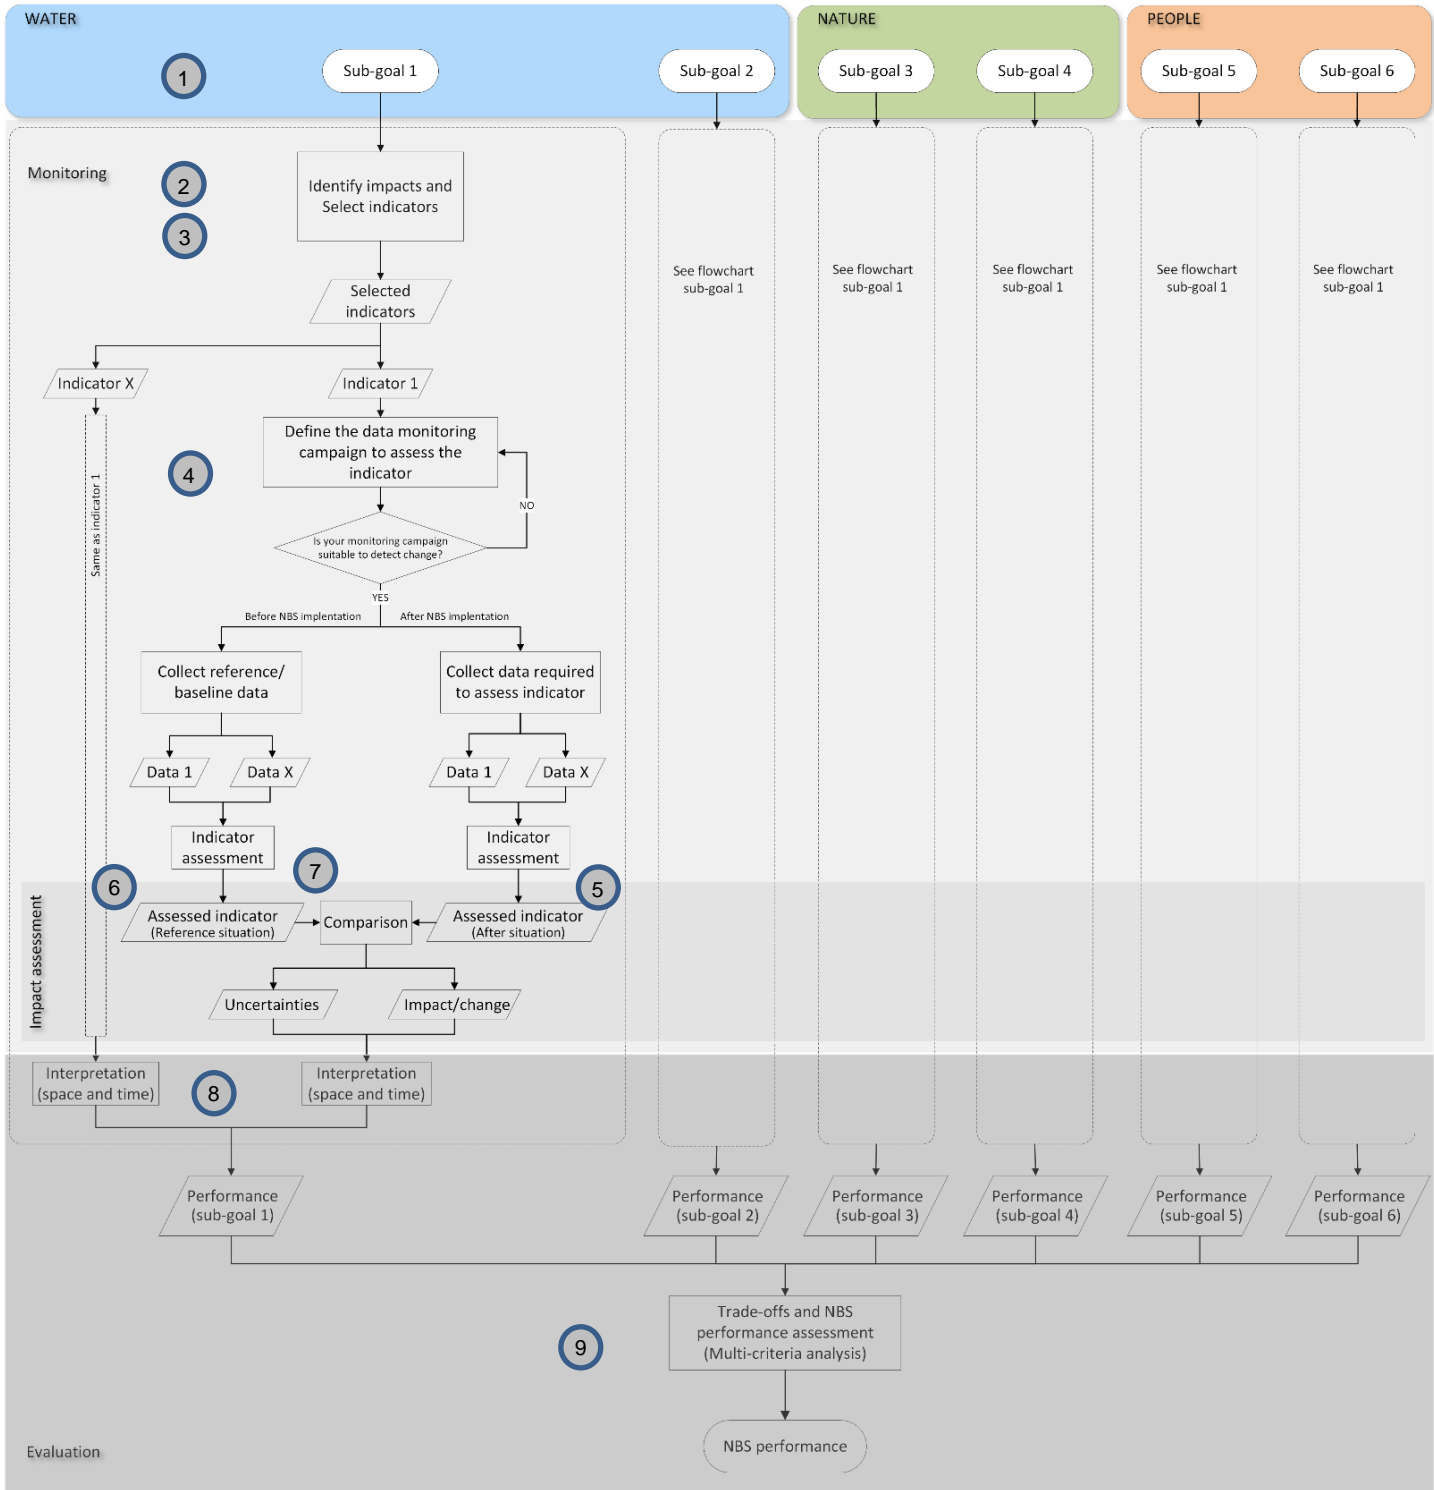 WATER
NATURE
PEOPLE
1
Sub-goal 1
Sub-goal 2
Sub-goal 3
Sub-goal 4
Sub-goal 5
Sub-goal 6
Monitoring
2
3
Identify impacts and
Select indicators
See flowchart
sub-goal 1
See flowchart
sub-goal 1
See flowchart
sub-goal 1
See flowchart
sub-goal 1
See flowchart
sub-goal 1
Selected
indicators
Indicator X
Indicator 1
Same as indicator 1
4
Define the data monitoring
campaign to assess the
indicator
NO
Is your monitoring campaign
suitable to detect change?
YES
Before NBS implentation
After NBS implentation
Collect reference/
baseline data
Collect data required
to assess indicator
Data 1
Data X
Data 1
Data X
Indicator
assessment
Indicator
assessment
6
7
5
Impact assessment
Assessed indicator
(Reference situation)
Comparison
Assessed indicator
(After situation)
Uncertainties
Impact/change
Interpretation
(space and time)
8
Interpretation
(space and time)
Performance
(sub-goal 1)
Performance
(sub-goal 2)
Performance
(sub-goal 3)
Performance
(sub-goal 4)
Performance
(sub-goal 5)
Performance
(sub-goal 6)
9
Trade-offs and NBS
performance assessment
(Multi-criteria analysis)
NBS performance
Evaluation